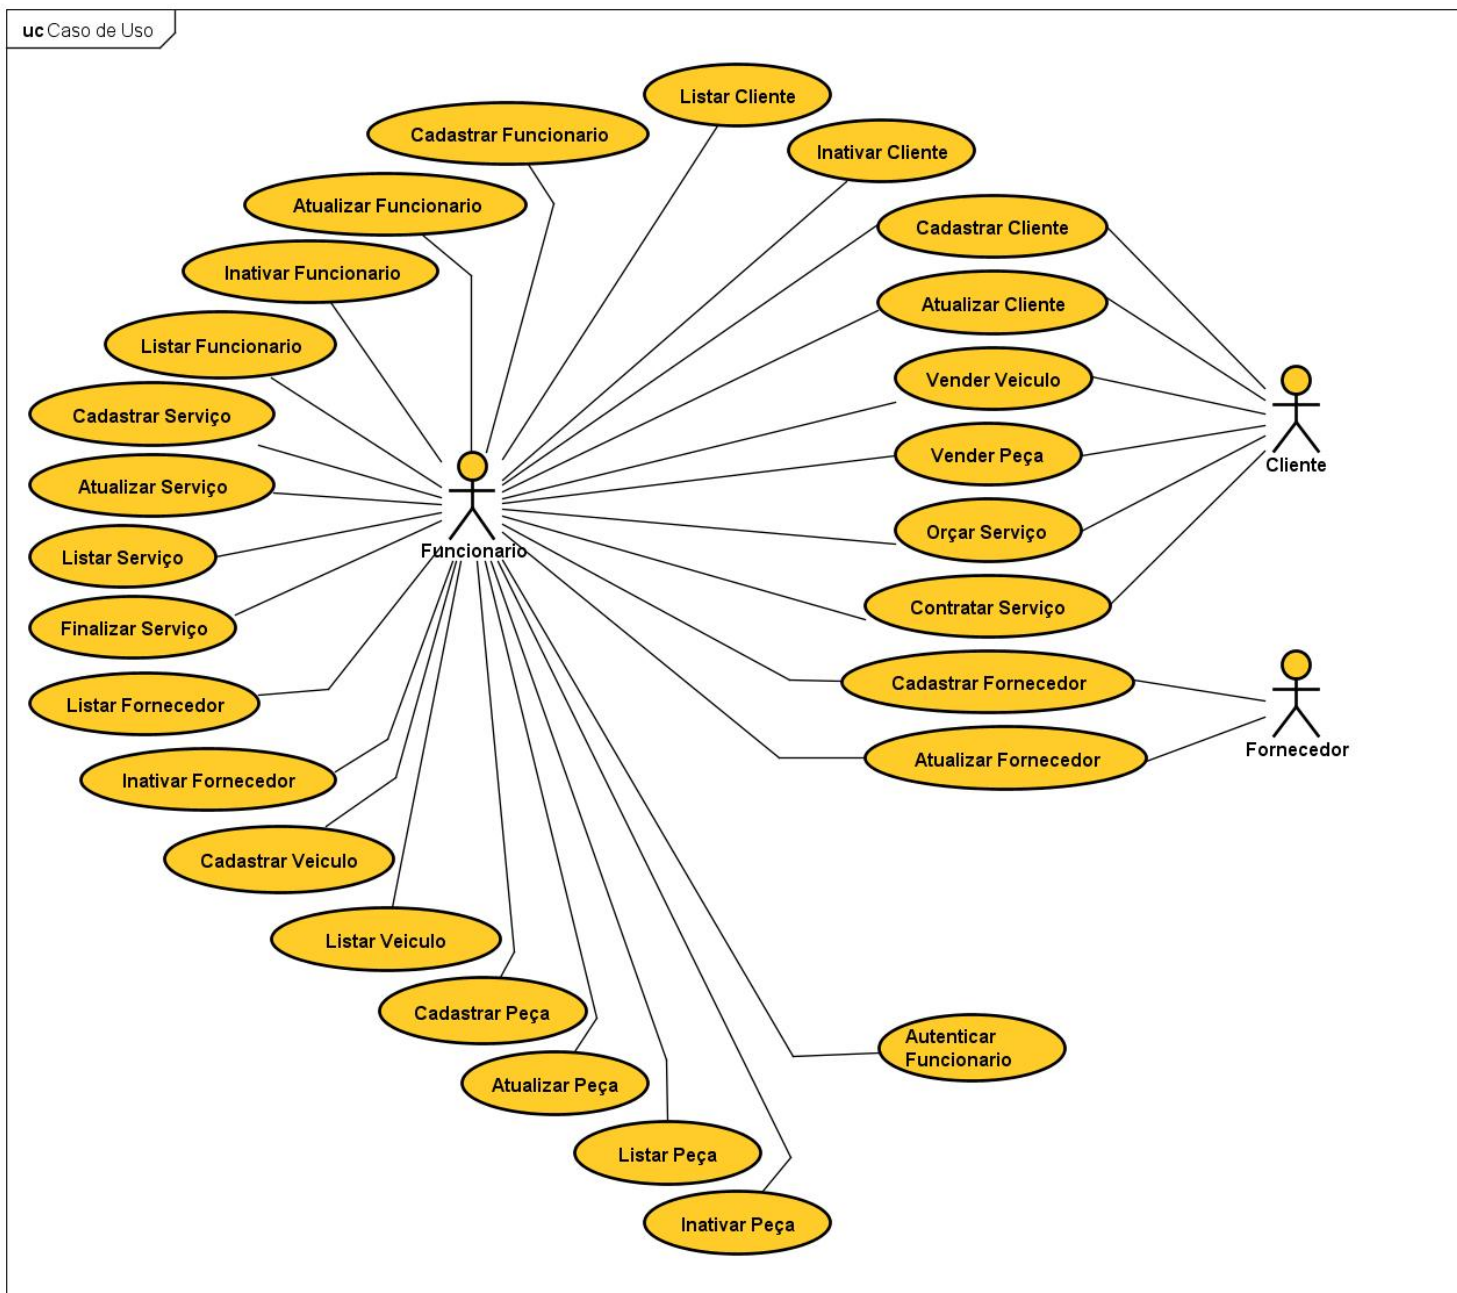 uc Caso de Uso
Listar Cliente
Cadastrar Funcionario
Inativar Cliente
Atualizar Funcionario
Cadastrar Cliente
Inativar Funcionario
Atualizar Cliente
Listar Funcionario
Vender Veiculo
Cadastrar Serviço
Vender Peça
Cliente
Atualizar Serviço
Orçar Serviço
Funcionario
Listar Serviço
Contratar Serviço
Finalizar Serviço
Cadastrar Fornecedor
Listar Fornecedor
Fornecedor
Atualizar Fornecedor
Inativar Fornecedor
Cadastrar Veiculo
Listar Veiculo
Cadastrar Peça
Autenticar
Funcionario
Atualizar Peça
Listar Peça
Inativar Peça